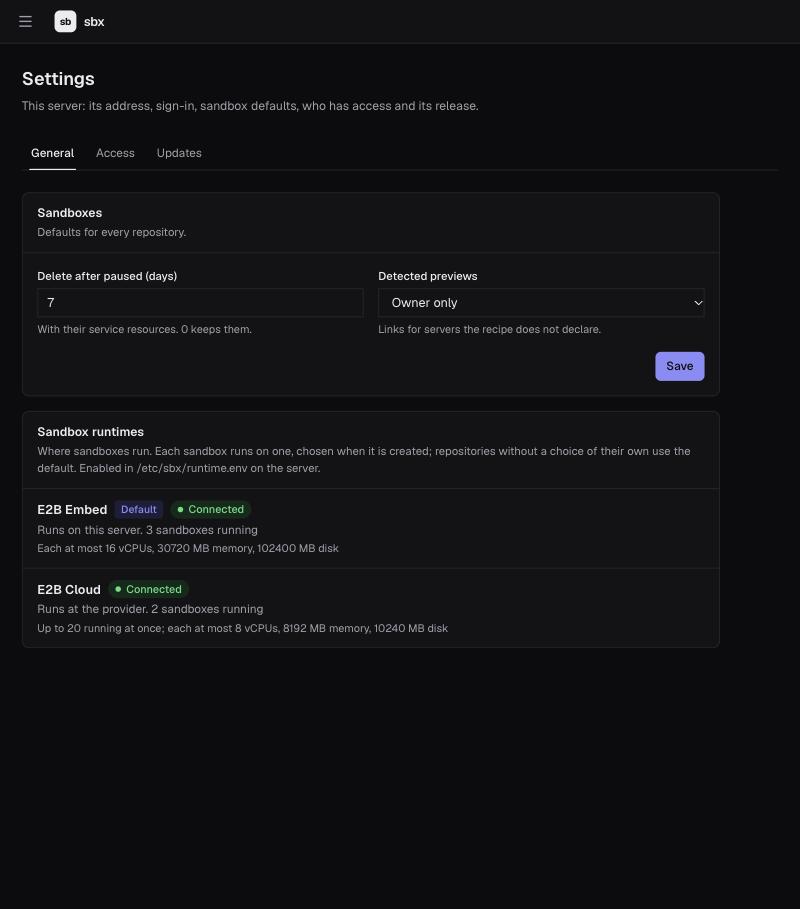 sb sbx
Settings
This server: its address, sign-in, sandbox defaults, who has access and its release.
General Access Updates
Sandboxes
Defaults for every repository.
Delete after paused (days) Detected previews
7 Owner only
With their service resources. 0 keeps them. Links for servers the recipe does not declare.
Save
Sandbox runtimes
Where sandboxes run. Each sandbox runs on one, chosen when it is created; repositories without a choice of their own use the
default. Enabled in /etc/sbx/runtime.env on the server.
E2B Embed Default Connected
Runs on this server. 3 sandboxes running
Each at most 16 vCPUs, 30720 MB memory, 102400 MB disk
E2B Cloud Connected
Runs at the provider. 2 sandboxes running
Up to 20 running at once; each at most 8 vCPUs, 8192 MB memory, 10240 MB disk